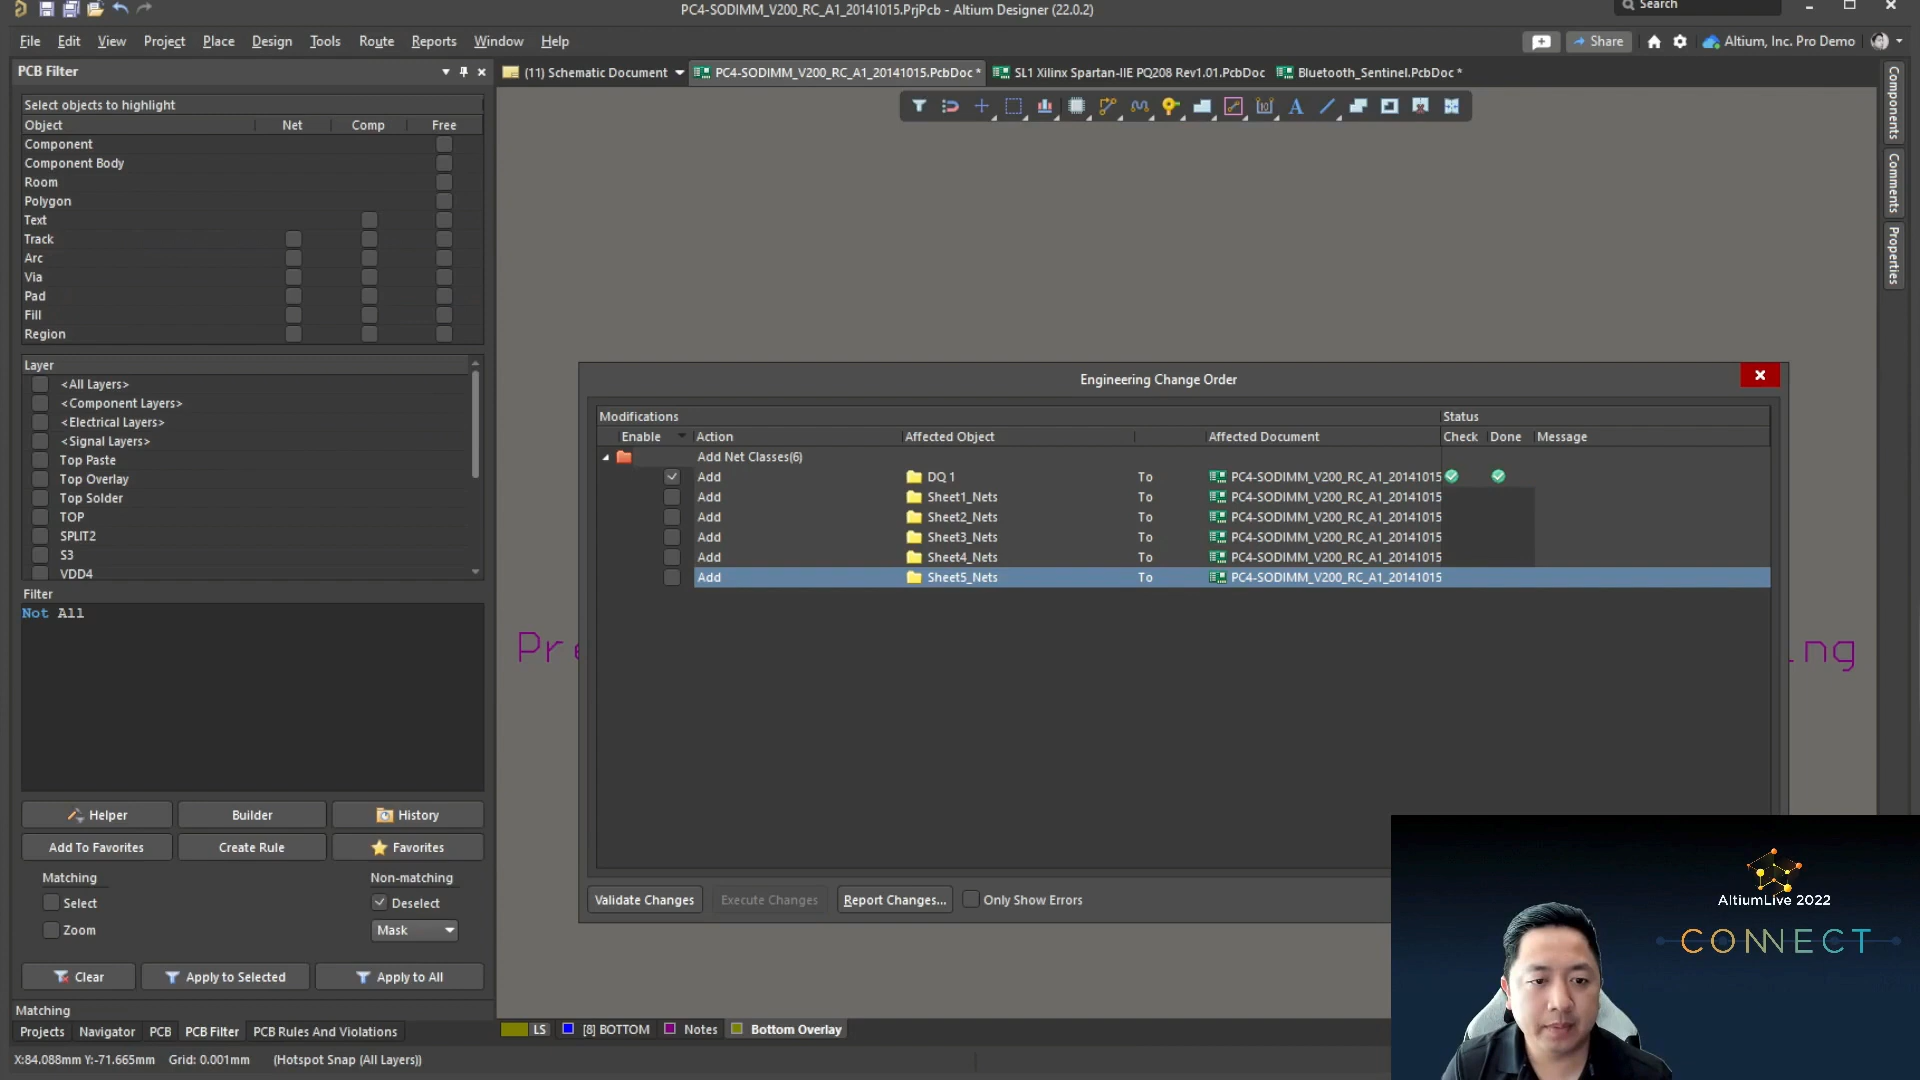 PC4-SODIMM_V200_RC_A1_20141015.PrjPcb - Altium Designer (22.0.2)
Search
File Edit View Project Place Design Tools Route Reports Window Help
Share
Altium, Inc. Pro Demo
PCB Filter
(11) Schematic Document
PC4-SODIMM_V200_RC_A1_20141015.PcbDoc *
SL1 Xilinx Spartan-IIE PQ208 Rev1.01.PcbDoc
Bluetooth_Sentinel.PcbDoc *
Components
Comments
Properties
Select objects to highlight
Object Net Comp Free
Component
Component Body
Room
Polygon
Text
Track
Arc
Via
Pad
Fill
Region
Layer
<All Layers>
<Component Layers>
<Electrical Layers>
<Signal Layers>
Top Paste
Top Overlay
Top Solder
TOP
SPLIT2
S3
VDD4
Filter
Not All
Helper Builder History
Add To Favorites Create Rule Favorites
Matching Non-matching
Select Deselect
Zoom Mask
Clear Apply to Selected Apply to All
Matching
Projects Navigator PCB PCB Filter PCB Rules And Violations
X:84.088mm Y:-71.665mm Grid: 0.001mm (Hotspot Snap (All Layers))
Engineering Change Order
Modifications Status
Enable Action Affected Object Affected Document Check Done Message
Add Net Classes(6)
Add DQ 1 To PC4-SODIMM_V200_RC_A1_20141015
Add Sheet1_Nets To PC4-SODIMM_V200_RC_A1_20141015
Add Sheet2_Nets To PC4-SODIMM_V200_RC_A1_20141015
Add Sheet3_Nets To PC4-SODIMM_V200_RC_A1_20141015
Add Sheet4_Nets To PC4-SODIMM_V200_RC_A1_20141015
Add Sheet5_Nets To PC4-SODIMM_V200_RC_A1_20141015
Validate Changes Execute Changes Report Changes... Only Show Errors
LS [8] BOTTOM Notes Bottom Overlay
AltiumLive 2022
CONNECT